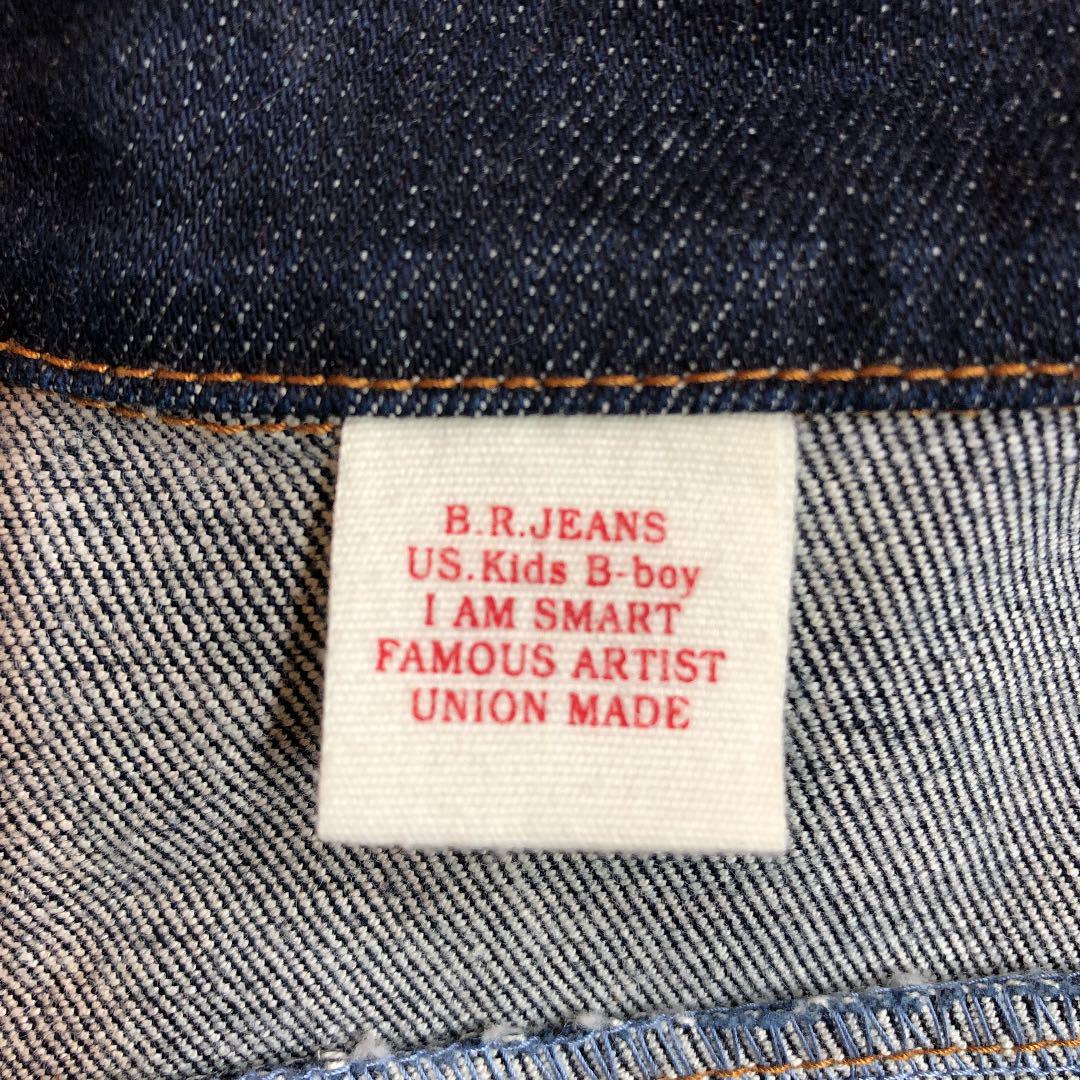 B.R.JEANS
US.Kids B-boy
I AM SMART
FAMOUS ARTIST
UNION MADE